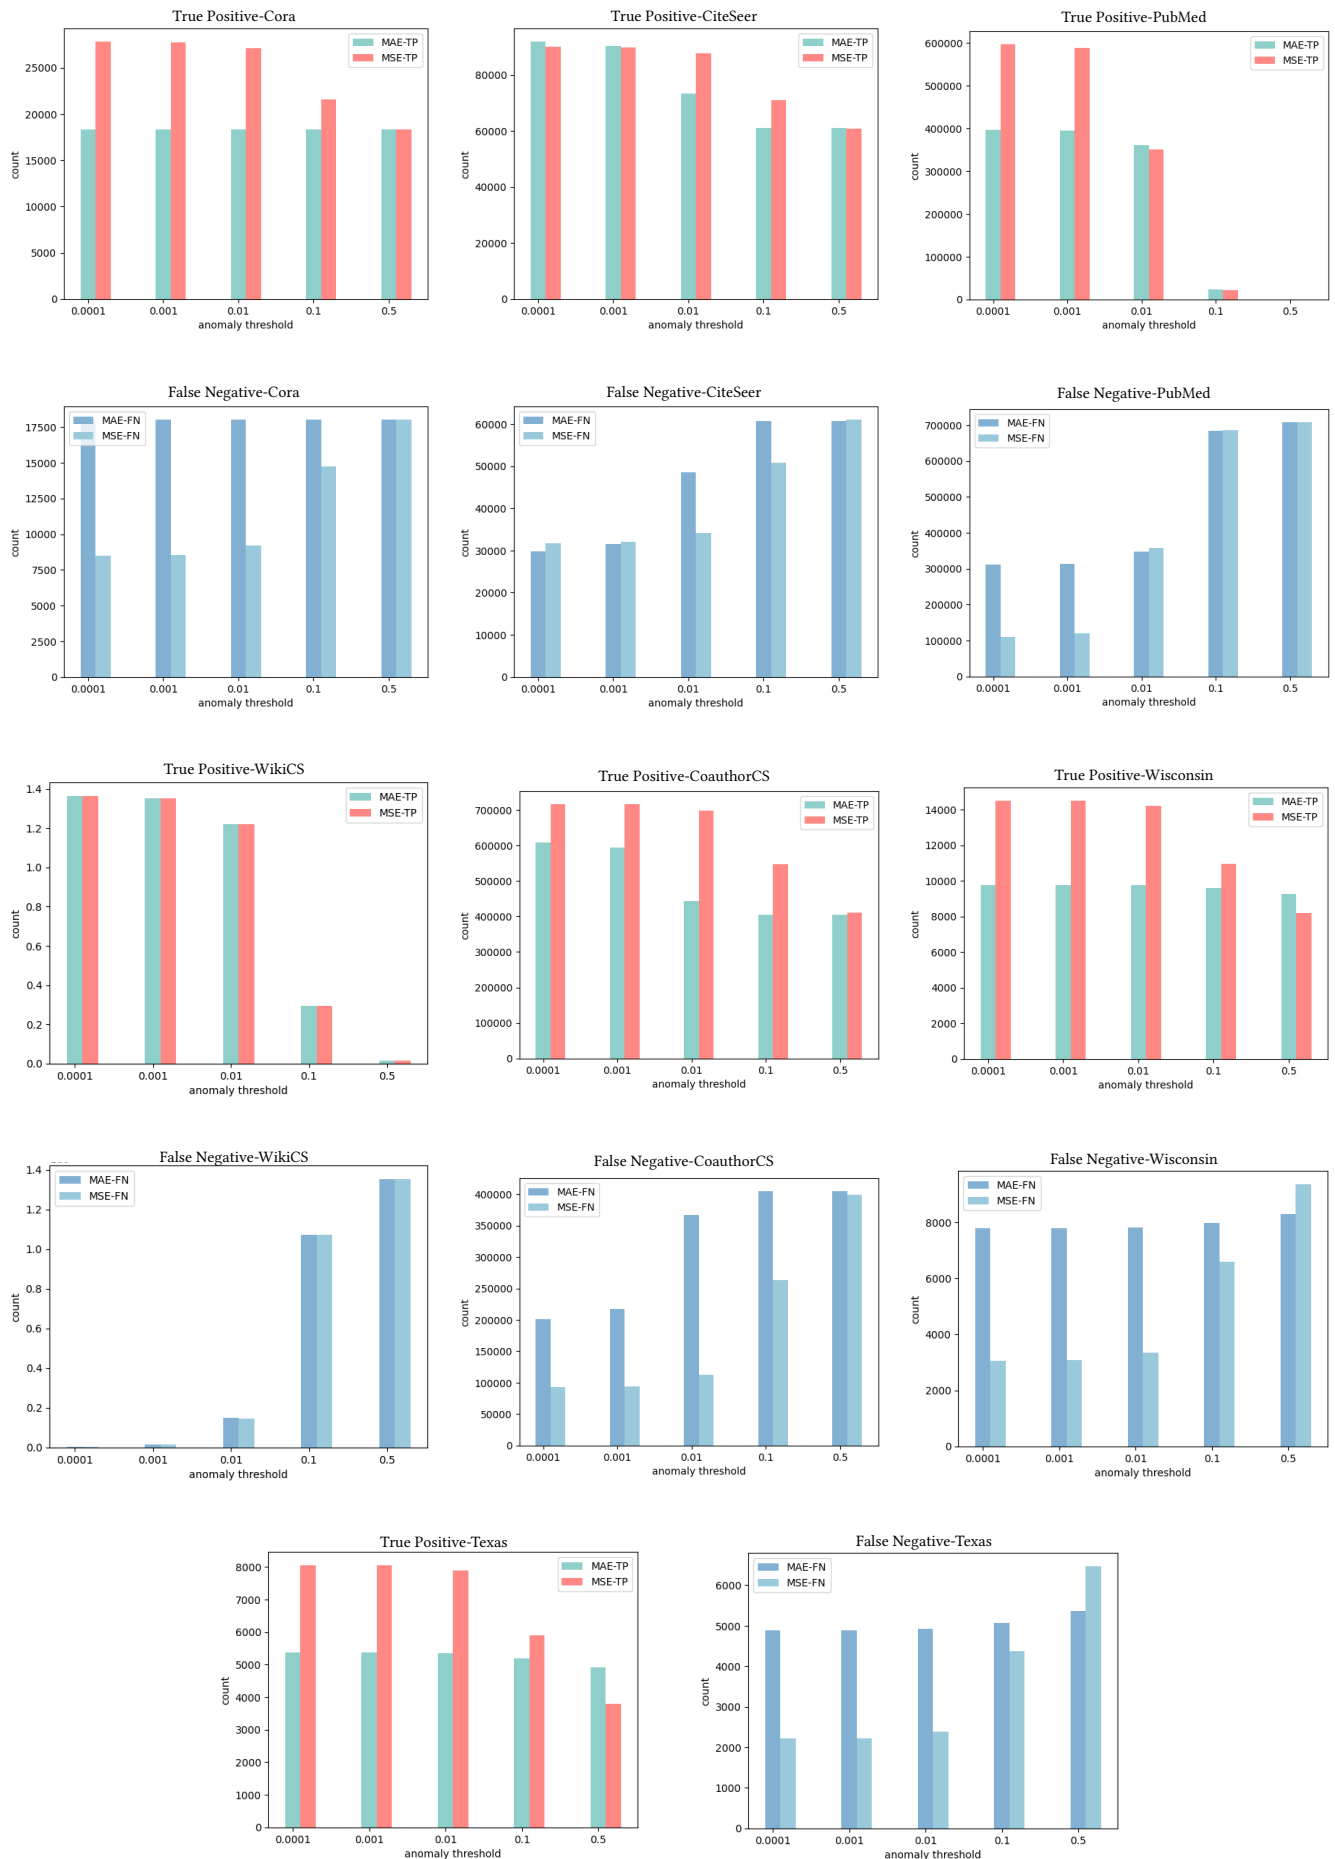 True Positive-Cora
MAE-TP
MSE-TP
count
25000
20000
15000
10000
5000
0
0.0001 0.001 0.01 0.1 0.5
anomaly threshold
True Positive-CiteSeer
MAE-TP
MSE-TP
count
80000
60000
40000
20000
0
0.0001 0.001 0.01 0.1 0.5
anomaly threshold
True Positive-PubMed
MAE-TP
MSE-TP
count
600000
500000
400000
300000
200000
100000
0
0.0001 0.001 0.01 0.1 0.5
anomaly threshold
False Negative-Cora
MAE-FN
MSE-FN
count
17500
15000
12500
10000
7500
5000
2500
0
0.0001 0.001 0.01 0.1 0.5
anomaly threshold
False Negative-CiteSeer
MAE-FN
MSE-FN
count
60000
50000
40000
30000
20000
10000
0
0.0001 0.001 0.01 0.1 0.5
anomaly threshold
False Negative-PubMed
MAE-FN
MSE-FN
count
700000
600000
500000
400000
300000
200000
100000
0
0.0001 0.001 0.01 0.1 0.5
anomaly threshold
True Positive-WikiCS
MAE-TP
MSE-TP
count
1.4
1.2
1.0
0.8
0.6
0.4
0.2
0.0
0.0001 0.001 0.01 0.1 0.5
anomaly threshold
True Positive-CoauthorCS
MAE-TP
MSE-TP
count
700000
600000
500000
400000
300000
200000
100000
0
0.0001 0.001 0.01 0.1 0.5
anomaly threshold
True Positive-Wisconsin
MAE-TP
MSE-TP
count
14000
12000
10000
8000
6000
4000
2000
0
0.0001 0.001 0.01 0.1 0.5
anomaly threshold
False Negative-WikiCS
MAE-FN
MSE-FN
count
1.4
1.2
1.0
0.8
0.6
0.4
0.2
0.0
0.0001 0.001 0.01 0.1 0.5
anomaly threshold
False Negative-CoauthorCS
MAE-FN
MSE-FN
count
400000
350000
300000
250000
200000
150000
100000
50000
0
0.0001 0.001 0.01 0.1 0.5
anomaly threshold
False Negative-Wisconsin
MAE-FN
MSE-FN
count
8000
6000
4000
2000
0
0.0001 0.001 0.01 0.1 0.5
anomaly threshold
True Positive-Texas
MAE-TP
MSE-TP
count
8000
7000
6000
5000
4000
3000
2000
1000
0
0.0001 0.001 0.01 0.1 0.5
anomaly threshold
False Negative-Texas
MAE-FN
MSE-FN
count
6000
5000
4000
3000
2000
1000
0
0.0001 0.001 0.01 0.1 0.5
anomaly threshold